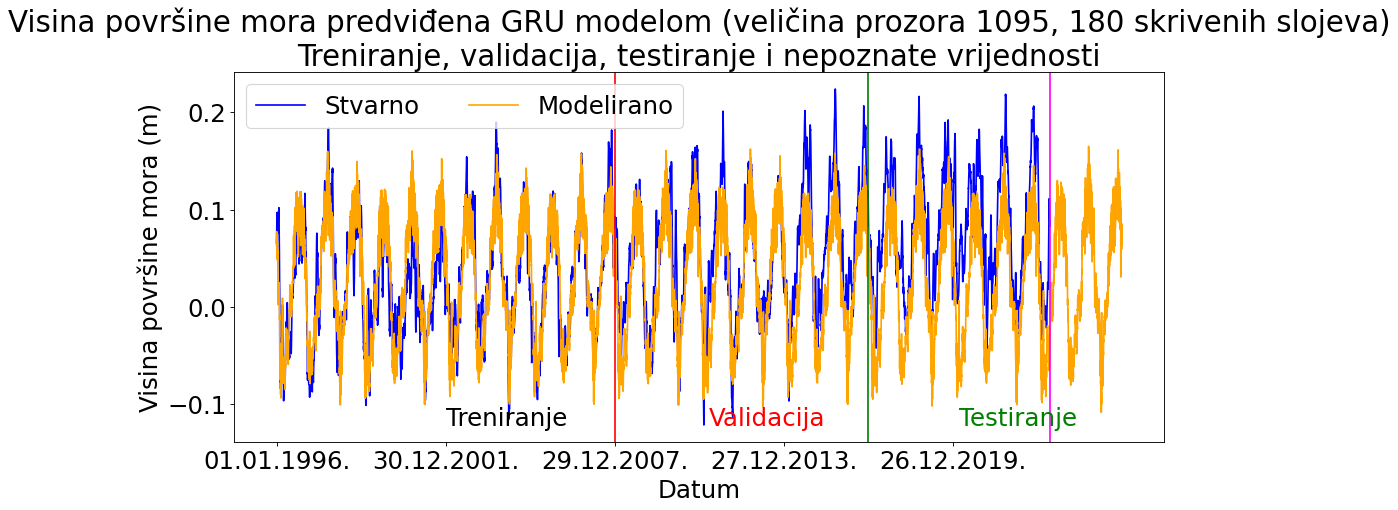 Visina površine mora predviđena GRU modelom (veličina prozora 1095, 180 skrivenih slojeva)
Treniranje, validacija, testiranje i nepoznate vrijednosti
Stvarno
Modelirano
Visina površine mora (m)
0.2
0.1
0.0
−0.1
Treniranje
Validacija
Testiranje
01.01.1996.
30.12.2001.
29.12.2007.
27.12.2013.
26.12.2019.
Datum